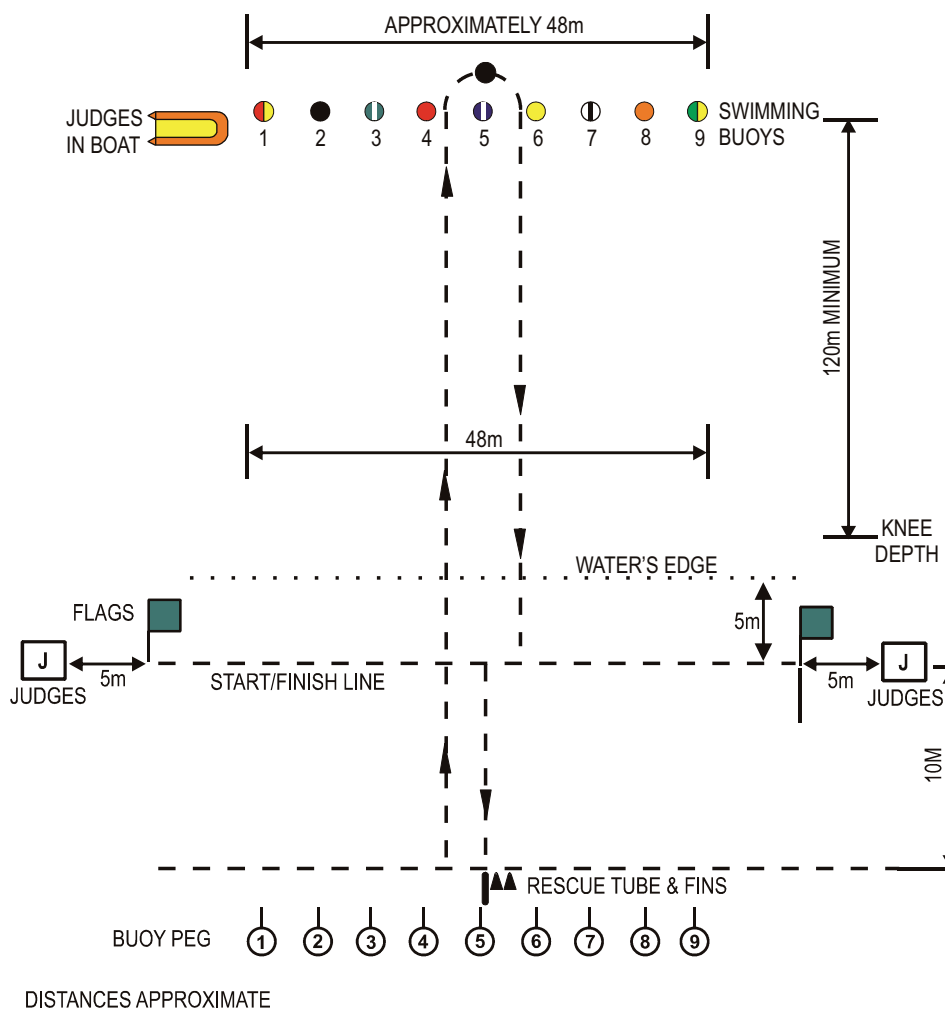 APPROXIMATELY 48m
JUDGES
IN BOAT
SWIMMING
BUOYS
1 2 3 4 5 6 7 8 9
120m MINIMUM
48m
KNEE
DEPTH
WATER'S EDGE
FLAGS
5m
J
JUDGES
5m
START/FINISH LINE
5m
J
JUDGES
10M
RESCUE TUBE & FINS
BUOY PEG
1 2 3 4 5 6 7 8 9
DISTANCES APPROXIMATE